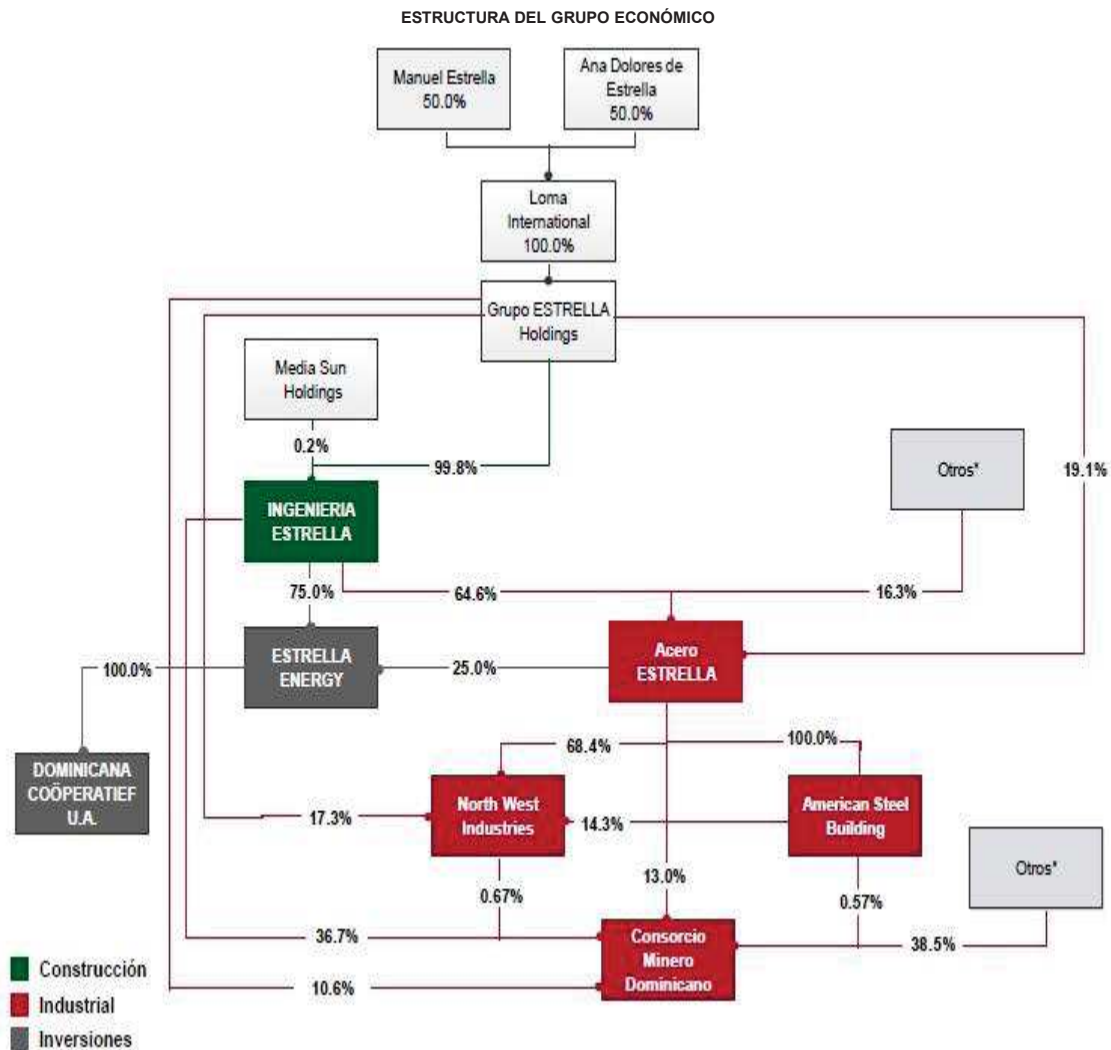 ESTRUCTURA DEL GRUPO ECONÓMICO
Manuel Estrella
50.0%
Ana Dolores de
Estrella
50.0%
Loma
International
100.0%
Grupo ESTRELLA
Holdings
Media Sun
Holdings
0.2%
99.8%
Otros*
19.1%
INGENIERIA
ESTRELLA
75.0%
64.6%
16.3%
100.0%
ESTRELLA
ENERGY
25.0%
Acero
ESTRELLA
68.4%
100.0%
DOMINICANA
COÖPERATIEF
U.A.
17.3%
North West
Industries
14.3%
American Steel
Building
0.67%
13.0%
0.57%
Otros*
36.7%
Consorcio
Minero
Dominicano
38.5%
10.6%
Construcción
Industrial
Inversiones